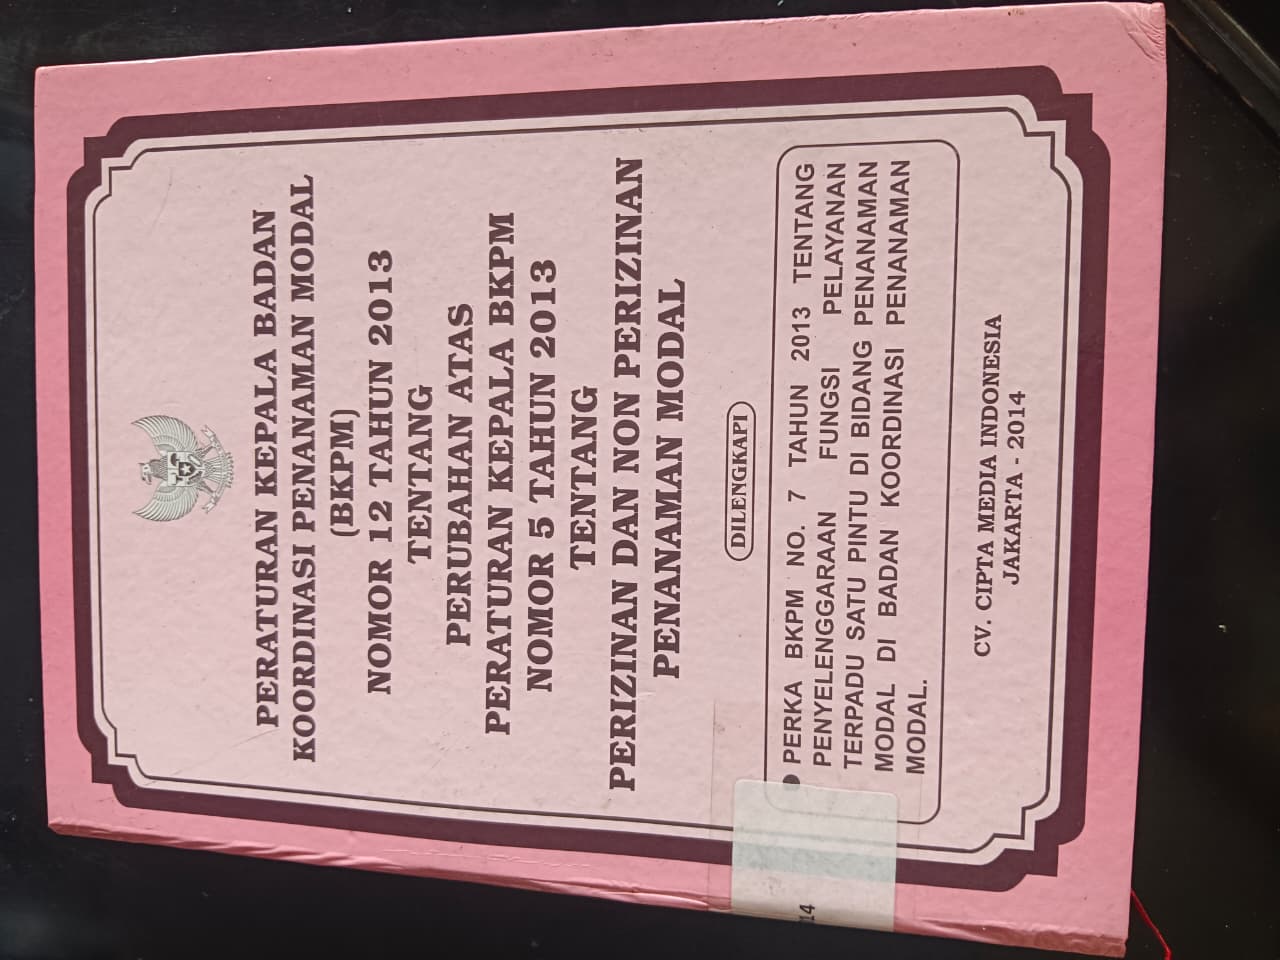 PERATURAN KEPALA BADAN
KOORDINASI PENANAMAN MODAL
(BKPM)
NOMOR 12 TAHUN 2013
TENTANG
PERUBAHAN ATAS
PERATURAN KEPALA BKPM
NOMOR 5 TAHUN 2013
TENTANG
PERIZINAN DAN NON PERIZINAN
PENANAMAN MODAL
DILENGKAPI
● PERKA BKPM NO. 7 TAHUN 2013 TENTANG
PENYELENGGARAAN FUNGSI PELAYANAN
TERPADU SATU PINTU DI BIDANG PENANAMAN
MODAL DI BADAN KOORDINASI PENANAMAN
MODAL.
CV. CIPTA MEDIA INDONESIA
JAKARTA - 2014